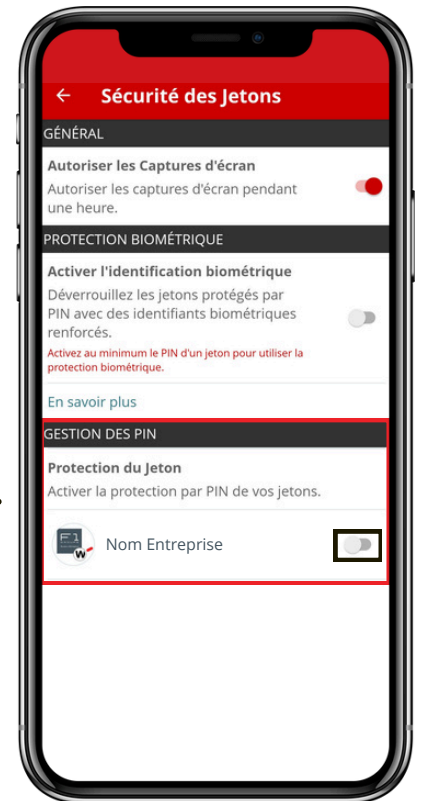 Sécurité des Jetons
GÉNÉRAL
Autoriser les Captures d'écran
Autoriser les captures d'écran pendant
une heure.
PROTECTION BIOMÉTRIQUE
Activer l'identification biométrique
Déverrouillez les jetons protégés par
PIN avec des identifiants biométriques
renforcés.
Activez au minimum le PIN d'un jeton pour utiliser la
protection biométrique.
En savoir plus
GESTION DES PIN
Protection du Jeton
Activer la protection par PIN de vos jetons.
F1
W
Nom Entreprise